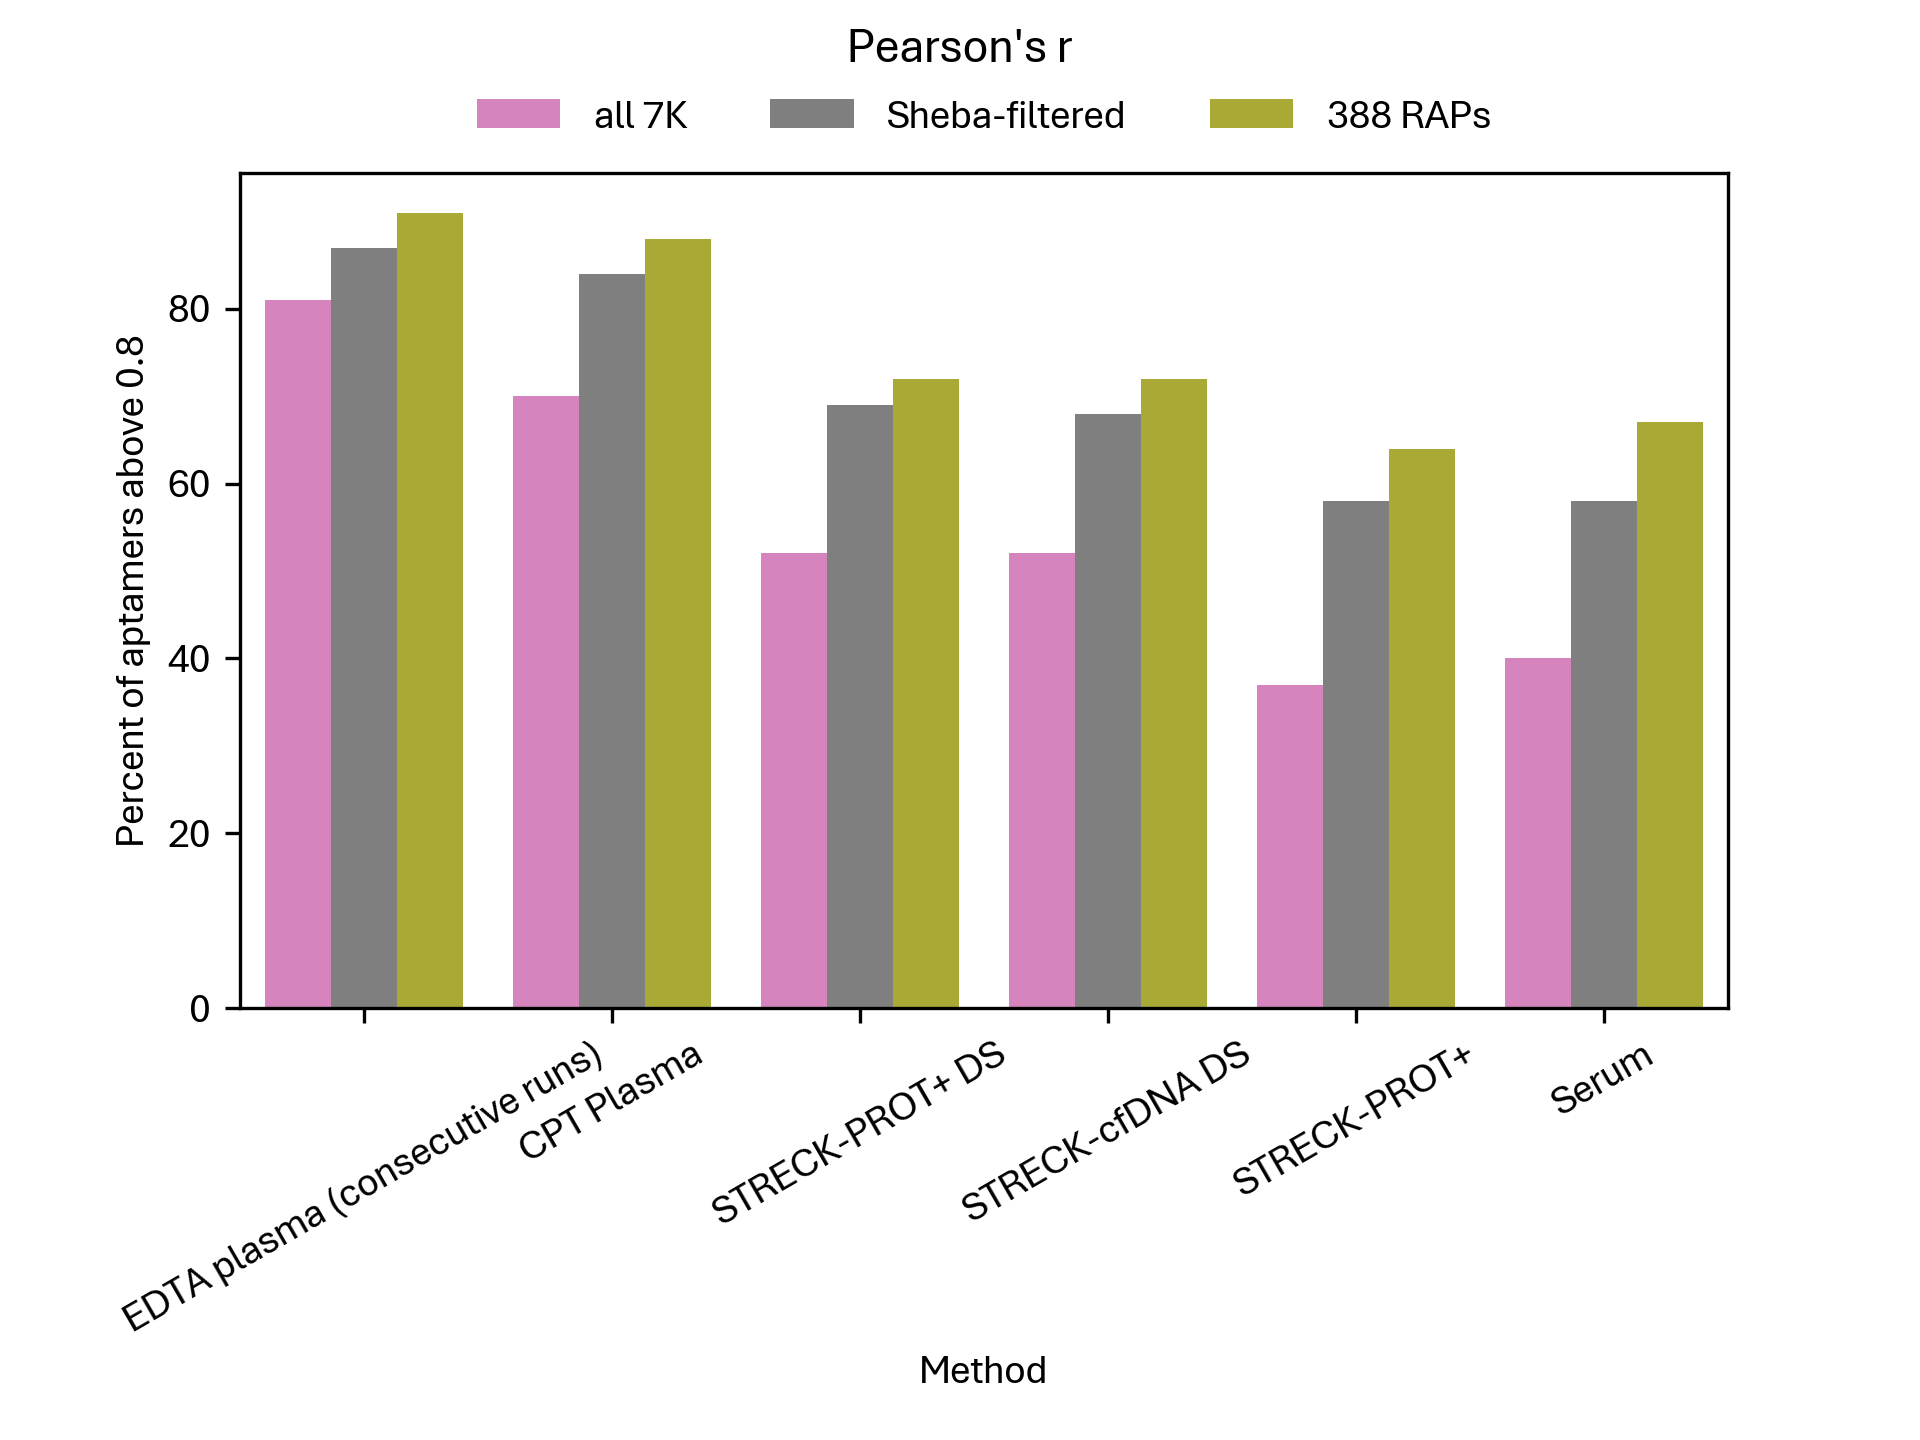 Pearson's r
all 7K
Sheba-filtered
388 RAPs
Percent of aptamers above 0.8
80
60
40
20
0
EDTA plasma (consecutive runs)
CPT Plasma
STRECK-PROT+ DS
STRECK-cfDNA DS
STRECK-PROT+
Serum
Method